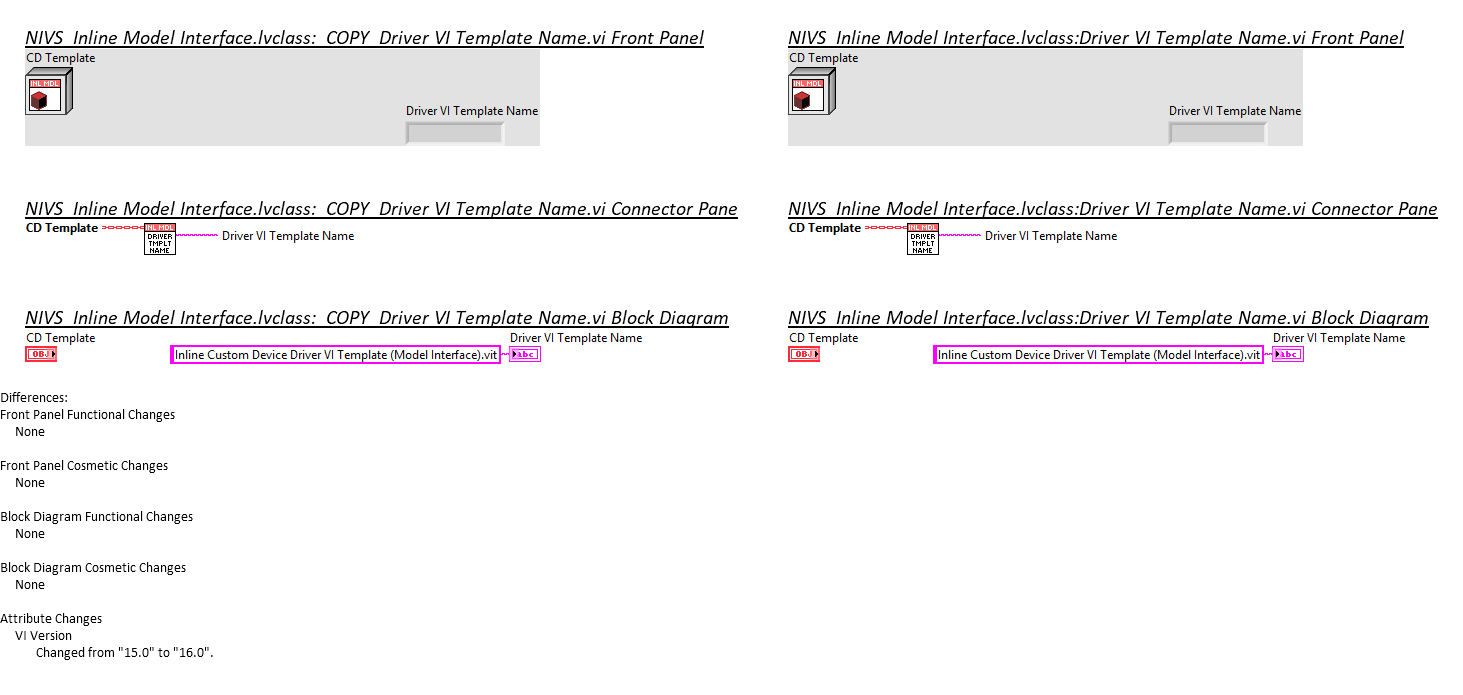 NIVS  Inline Model Interface.lvclass:  COPY  Driver VI Template Name.vi Front Panel
CD Template
INL MDL
Driver VI Template Name
NIVS  Inline Model Interface.lvclass:Driver VI Template Name.vi Front Panel
CD Template
INL MDL
Driver VI Template Name
NIVS  Inline Model Interface.lvclass:  COPY  Driver VI Template Name.vi Connector Pane
CD Template
INL MDL
DRIVER
TMPLT
NAME
Driver VI Template Name
NIVS  Inline Model Interface.lvclass:Driver VI Template Name.vi Connector Pane
CD Template
INL MDL
DRIVER
TMPLT
NAME
Driver VI Template Name
NIVS  Inline Model Interface.lvclass:  COPY  Driver VI Template Name.vi Block Diagram
CD Template
OBJ
Inline Custom Device Driver VI Template (Model Interface).vit
Driver VI Template Name
abc
NIVS  Inline Model Interface.lvclass:Driver VI Template Name.vi Block Diagram
CD Template
OBJ
Inline Custom Device Driver VI Template (Model Interface).vit
Driver VI Template Name
abc
Differences:
Front Panel Functional Changes
None
Front Panel Cosmetic Changes
None
Block Diagram Functional Changes
None
Block Diagram Cosmetic Changes
None
Attribute Changes
VI Version
Changed from "15.0" to "16.0".